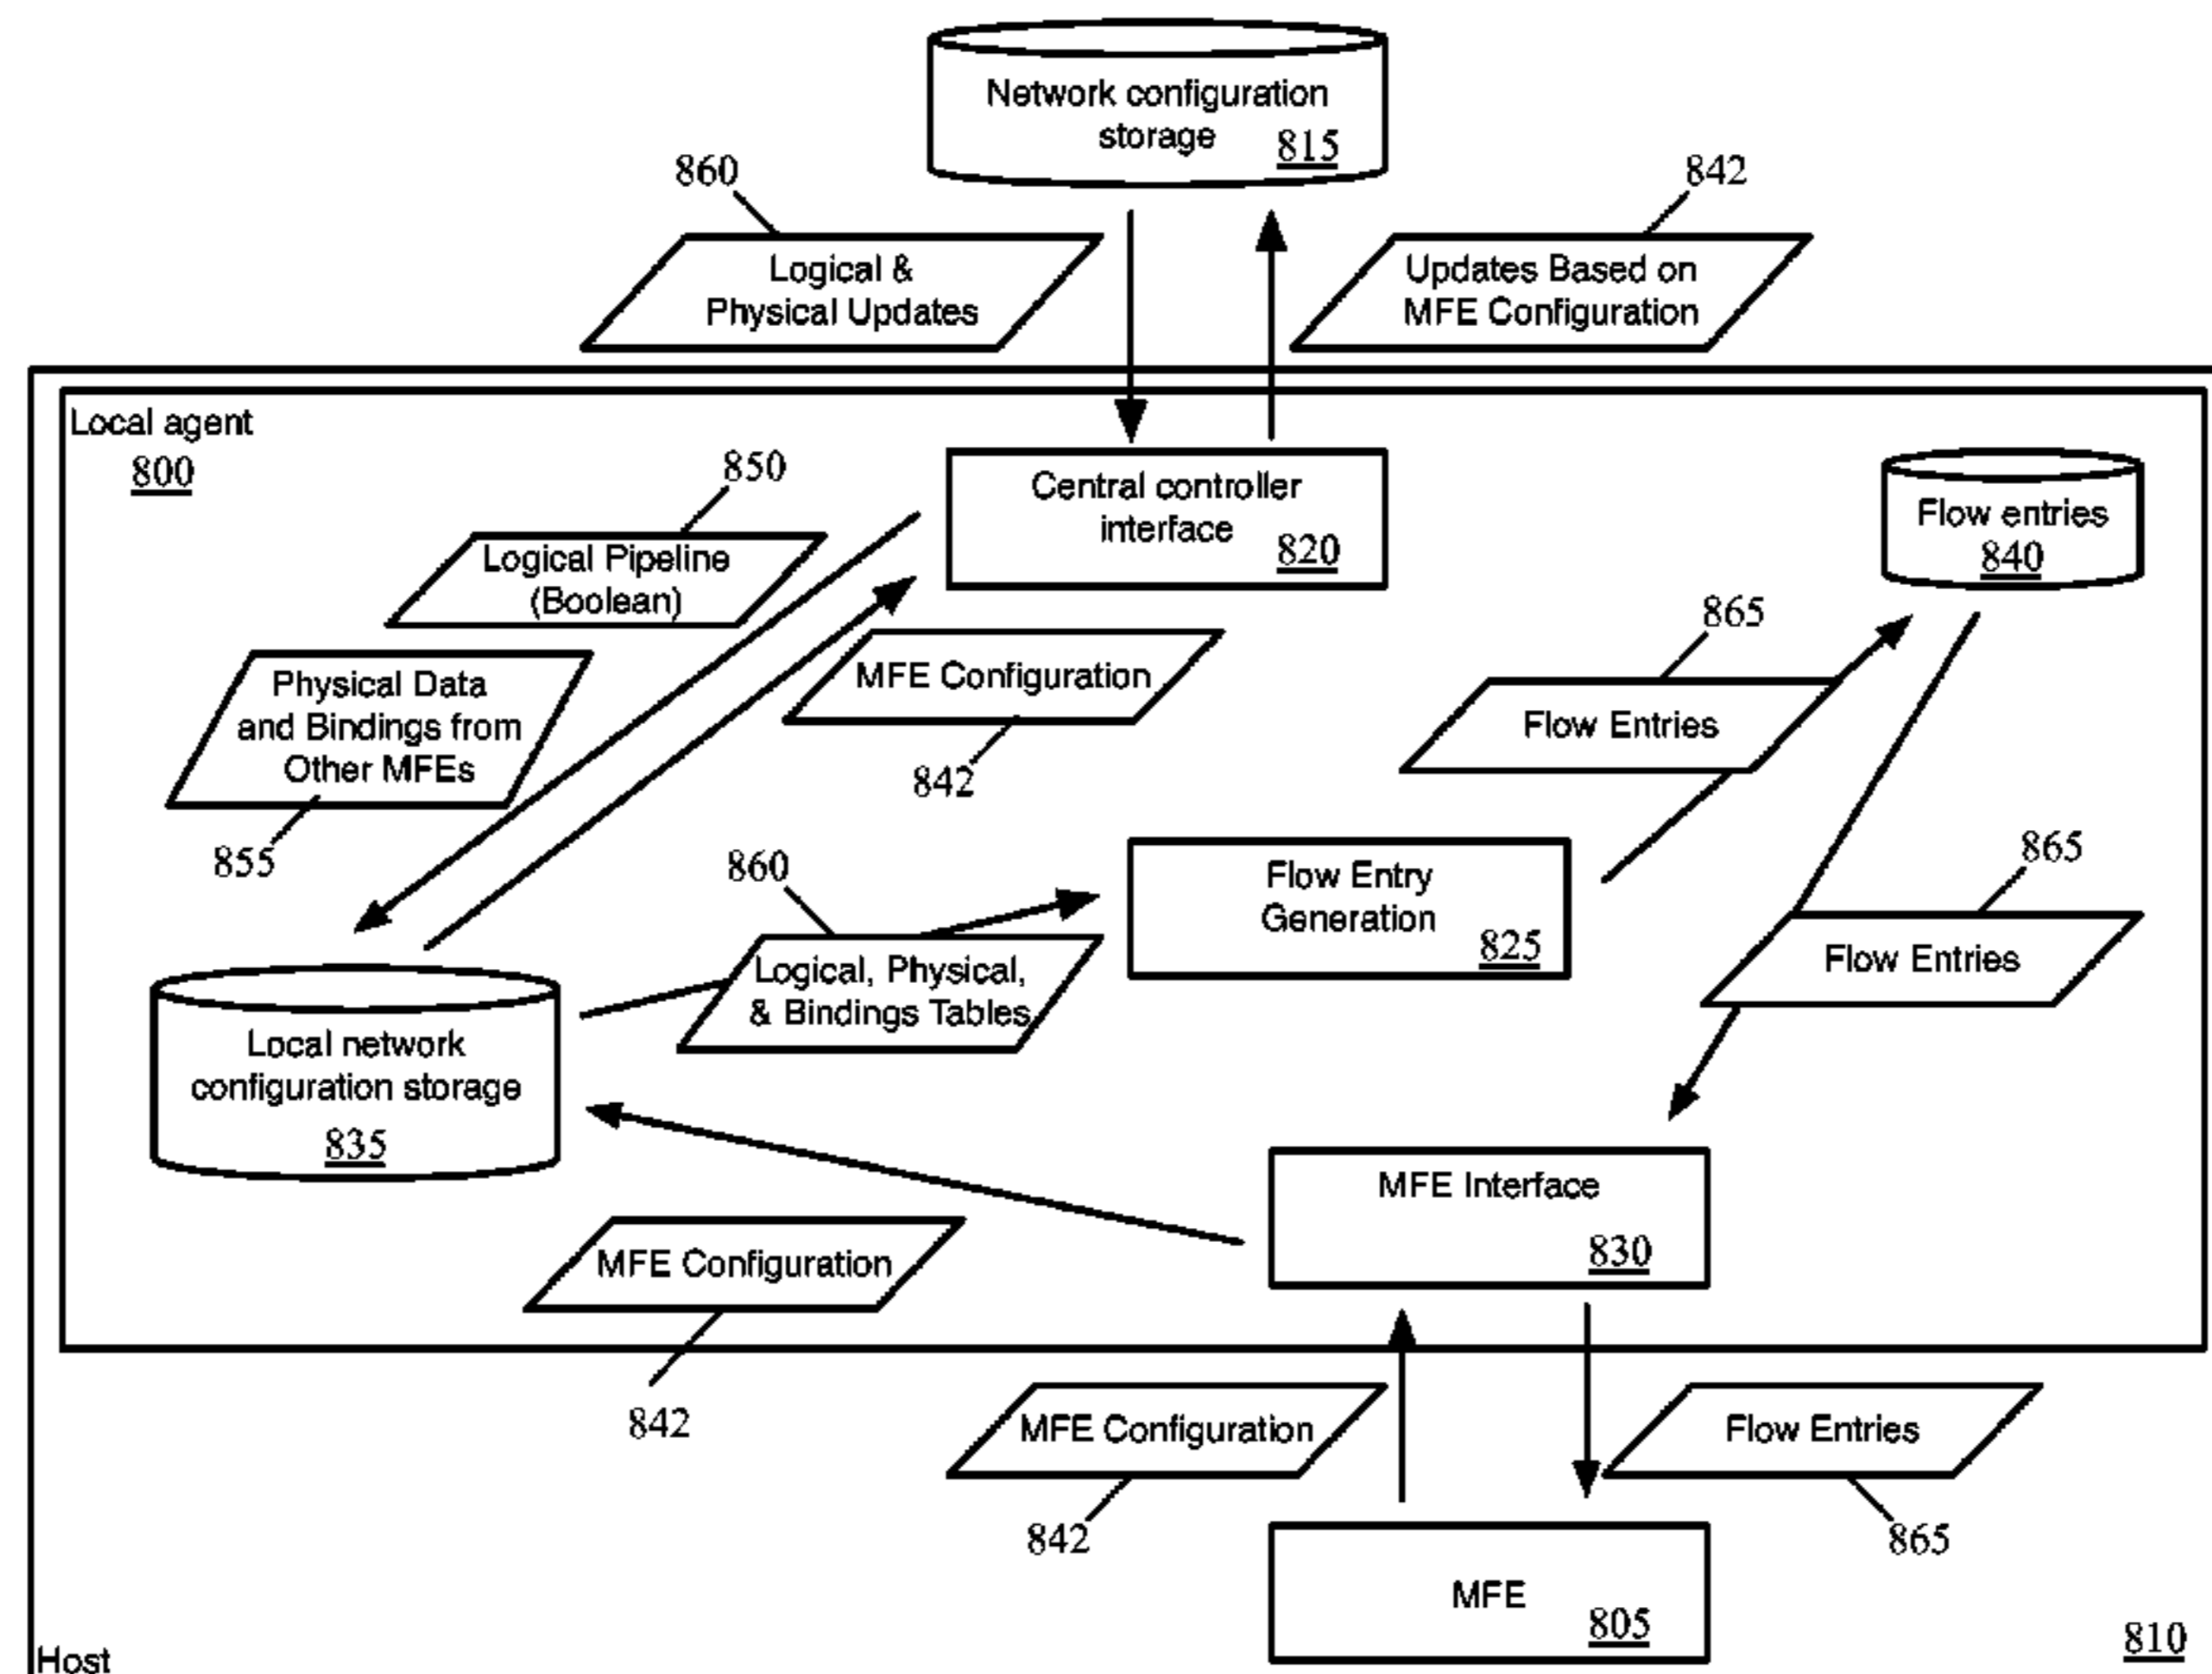 Network configuration
storage 815
860
842
Logical &
Physical Updates
Updates Based on
MFE Configuration
Local agent
800
850
Central controller
interface 820
Flow entries
840
Logical Pipeline
(Boolean)
865
Physical Data
and Bindings from
Other MFEs
MFE Configuration
Flow Entries
842
855
860
Flow Entry
Generation 825
865
Logical, Physical,
& Bindings Tables
Flow Entries
Local network
configuration storage
835
MFE Interface
830
MFE Configuration
842
MFE Configuration
Flow Entries
842
865
MFE 805
810
Host